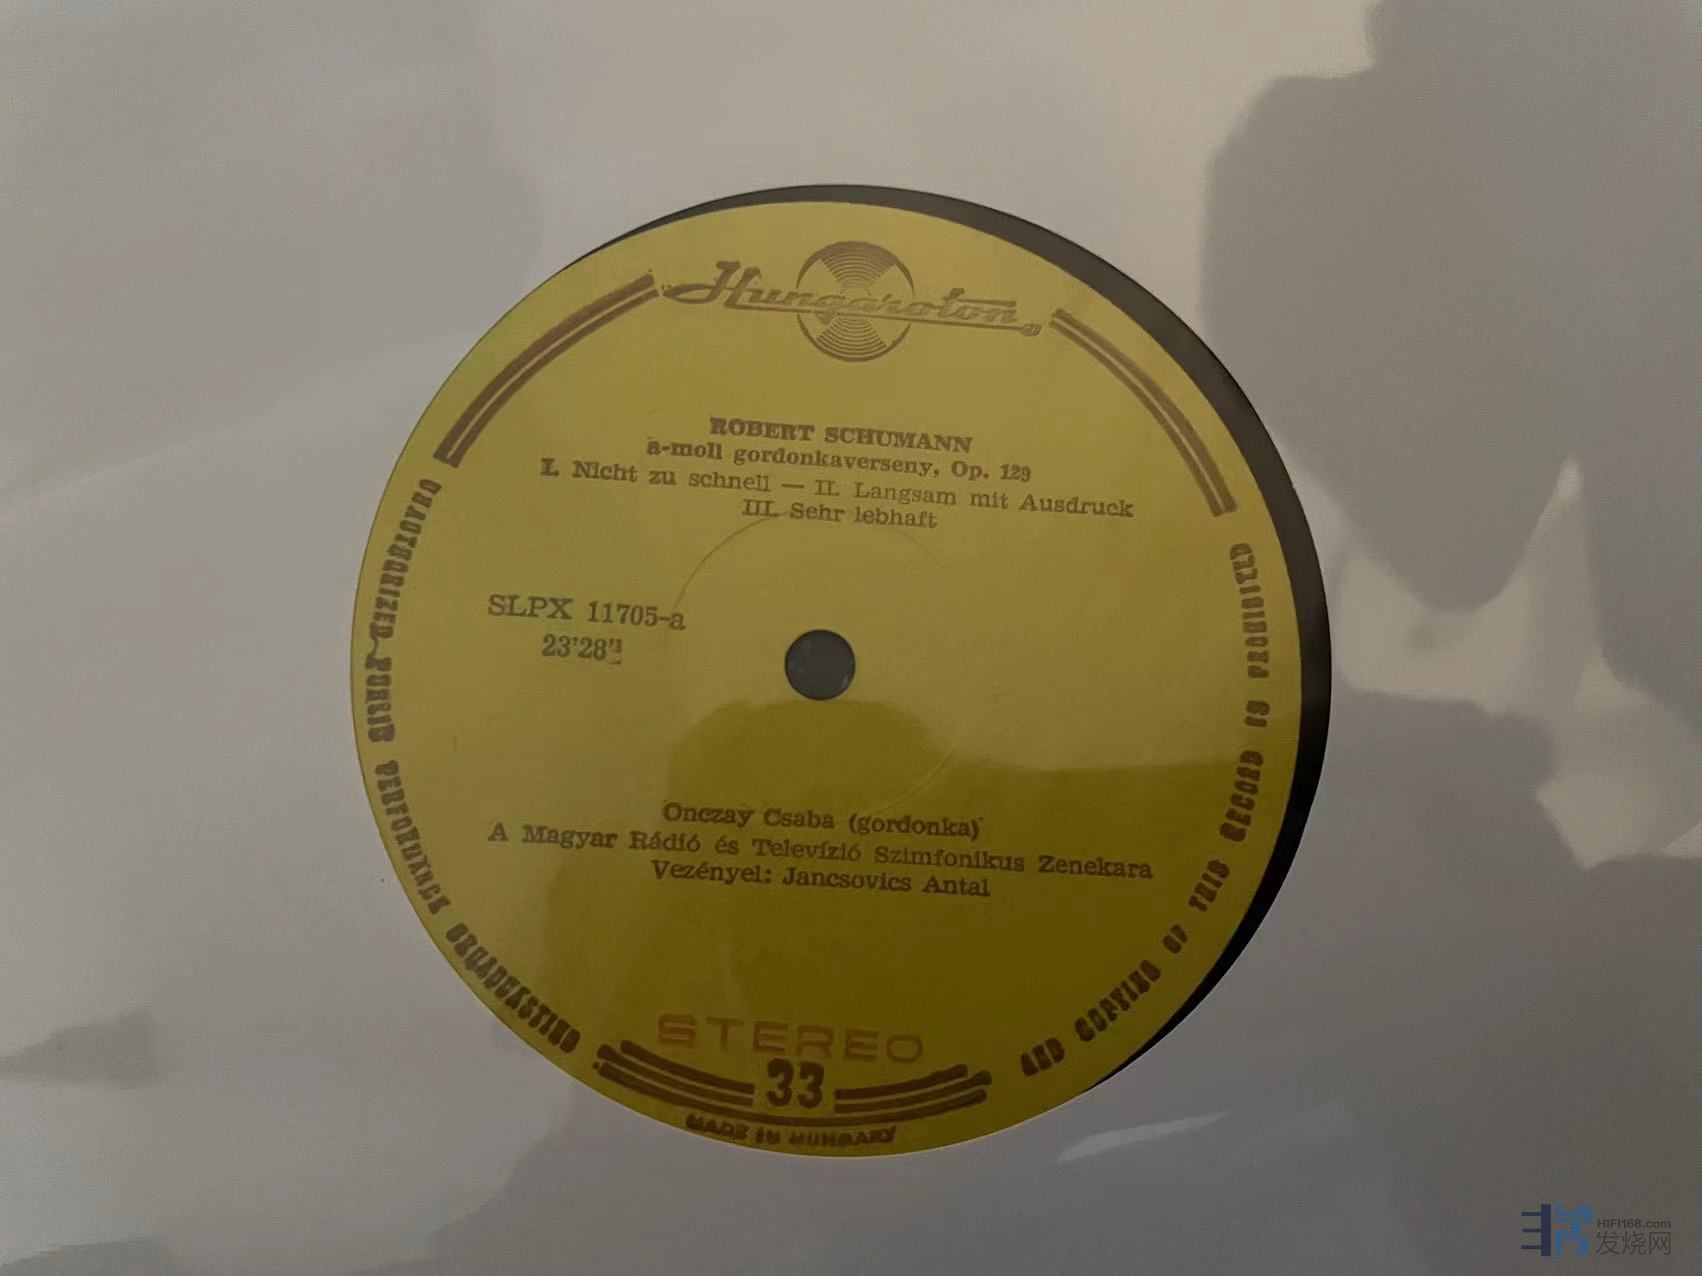 Hungaroton
ROBERT SCHUMANN
a-moll gordonkaverseny, Op. 129
I. Nicht zu schnell — II. Langsam mit Ausdruck
III. Sehr lebhaft
SLPX 11705-a
23'28"
Onczay Csaba (gordonka)
A Magyar Rádió és Televízió Szimfonikus Zenekara
Vezényel: Jancsovics Antal
STEREO
33
MADE IN HUNGARY
UNAUTHORIZED PUBLIC PERFORMANCE BROADCASTING
AND COPYING OF THIS RECORD IS PROHIBITED
HIFI168.com
发烧网